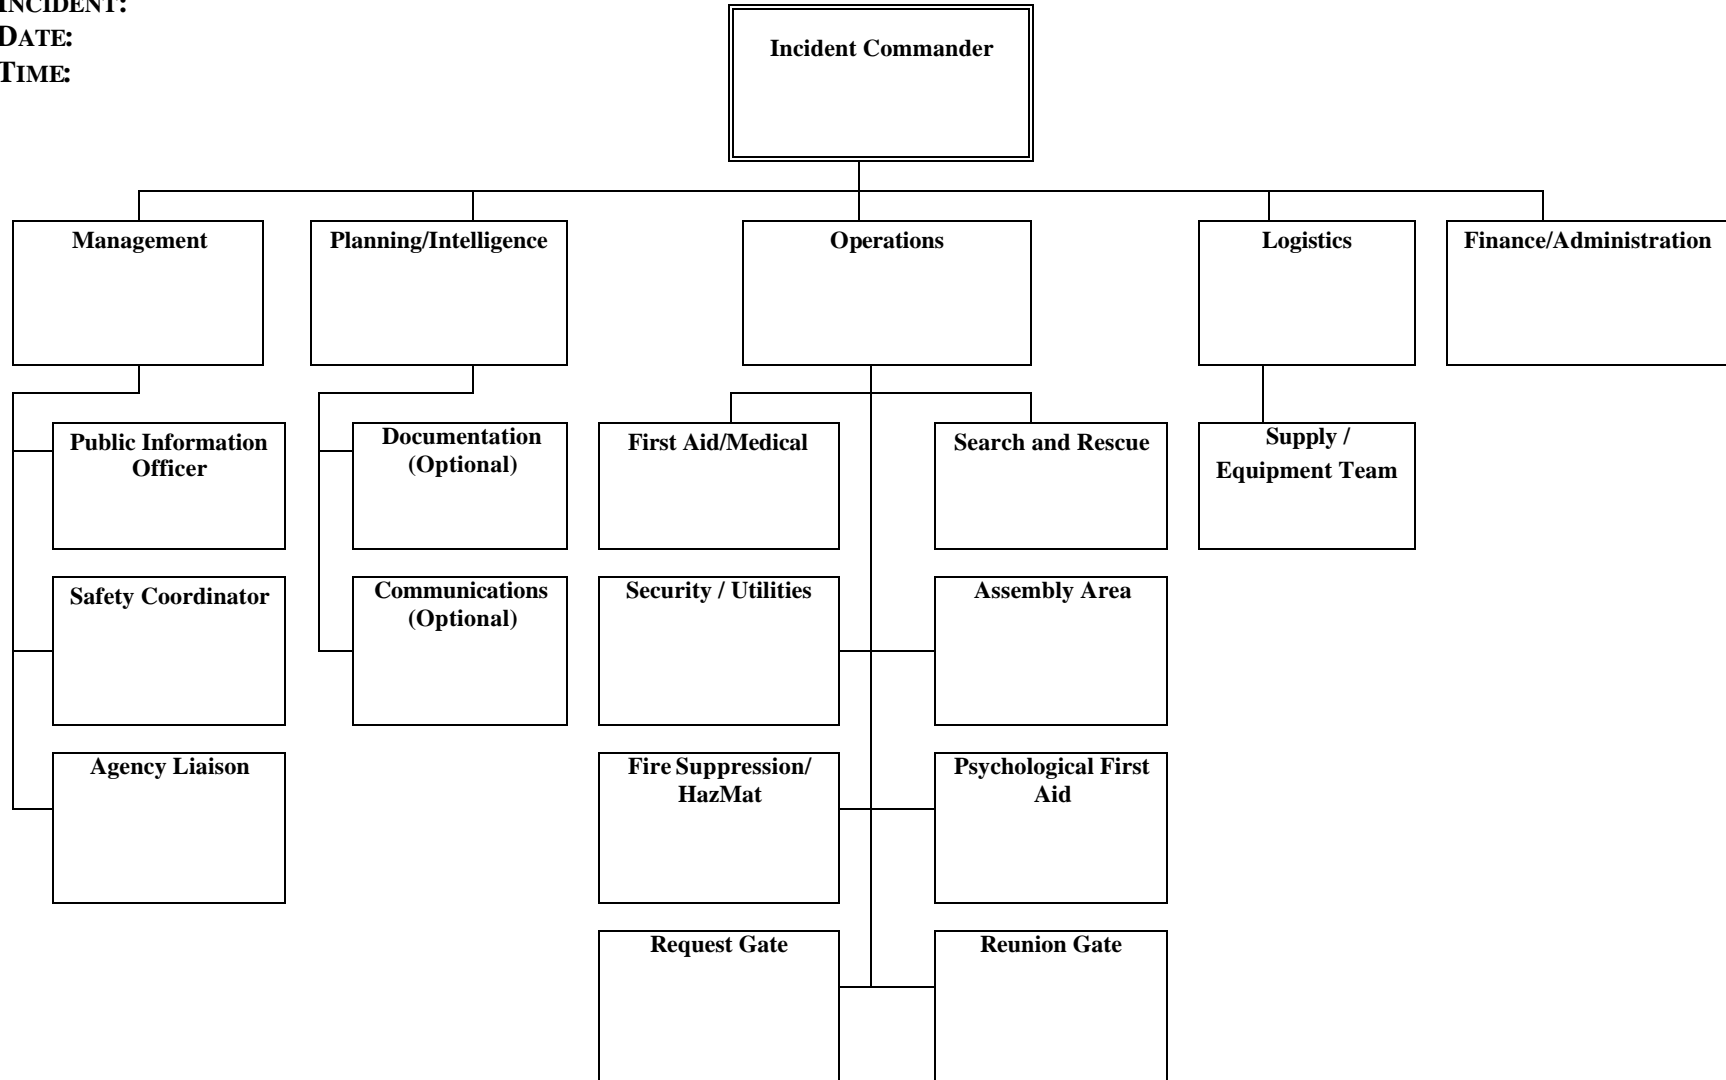 INCIDENT:
DATE:
TIME:
Incident Commander
Management
Planning/Intelligence
Operations
Logistics
Finance/Administration
Public Information
Officer
Documentation
(Optional)
First Aid/Medical
Search and Rescue
Supply /
Equipment Team
Safety Coordinator
Communications
(Optional)
Security / Utilities
Assembly Area
Agency Liaison
Fire Suppression/
HazMat
Psychological First
Aid
Request Gate
Reunion Gate